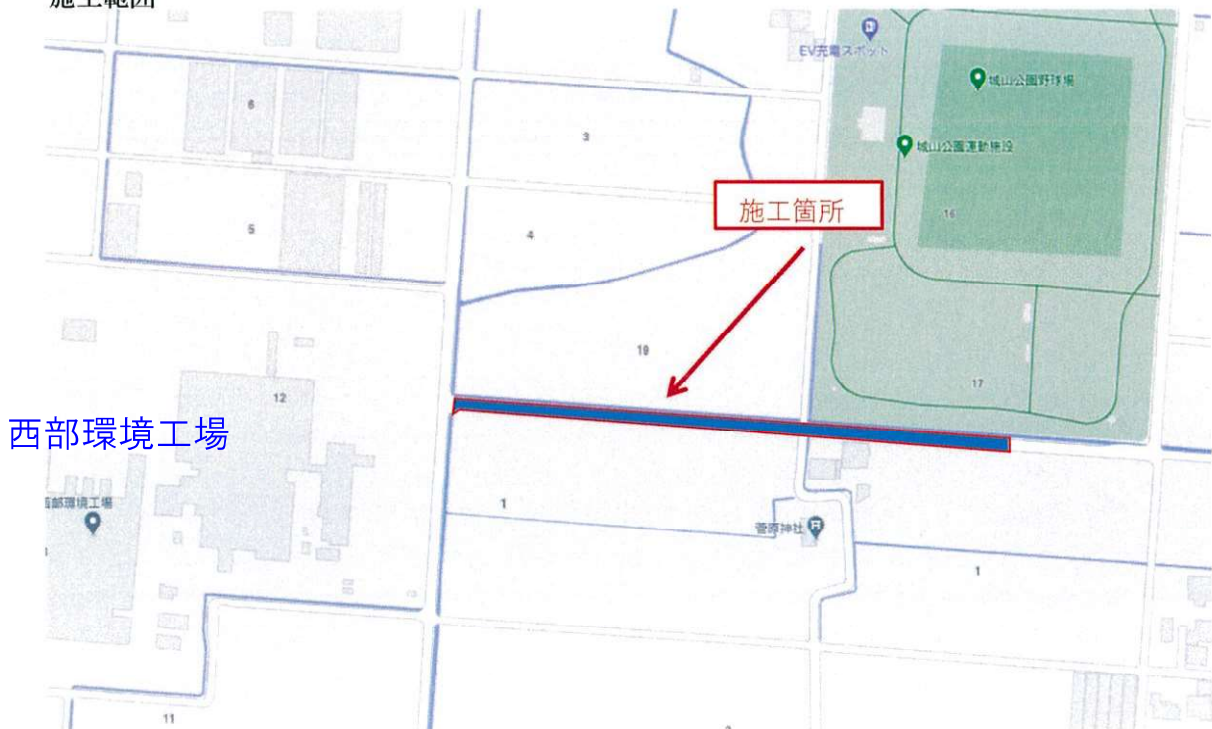 施工範囲
EV充電スポット
城山公園野球場
6
3
城山公園運動施設
施工箇所
16
5
4
19
17
12
西部環境工場
西部環境工場
1
菅原神社
1
11